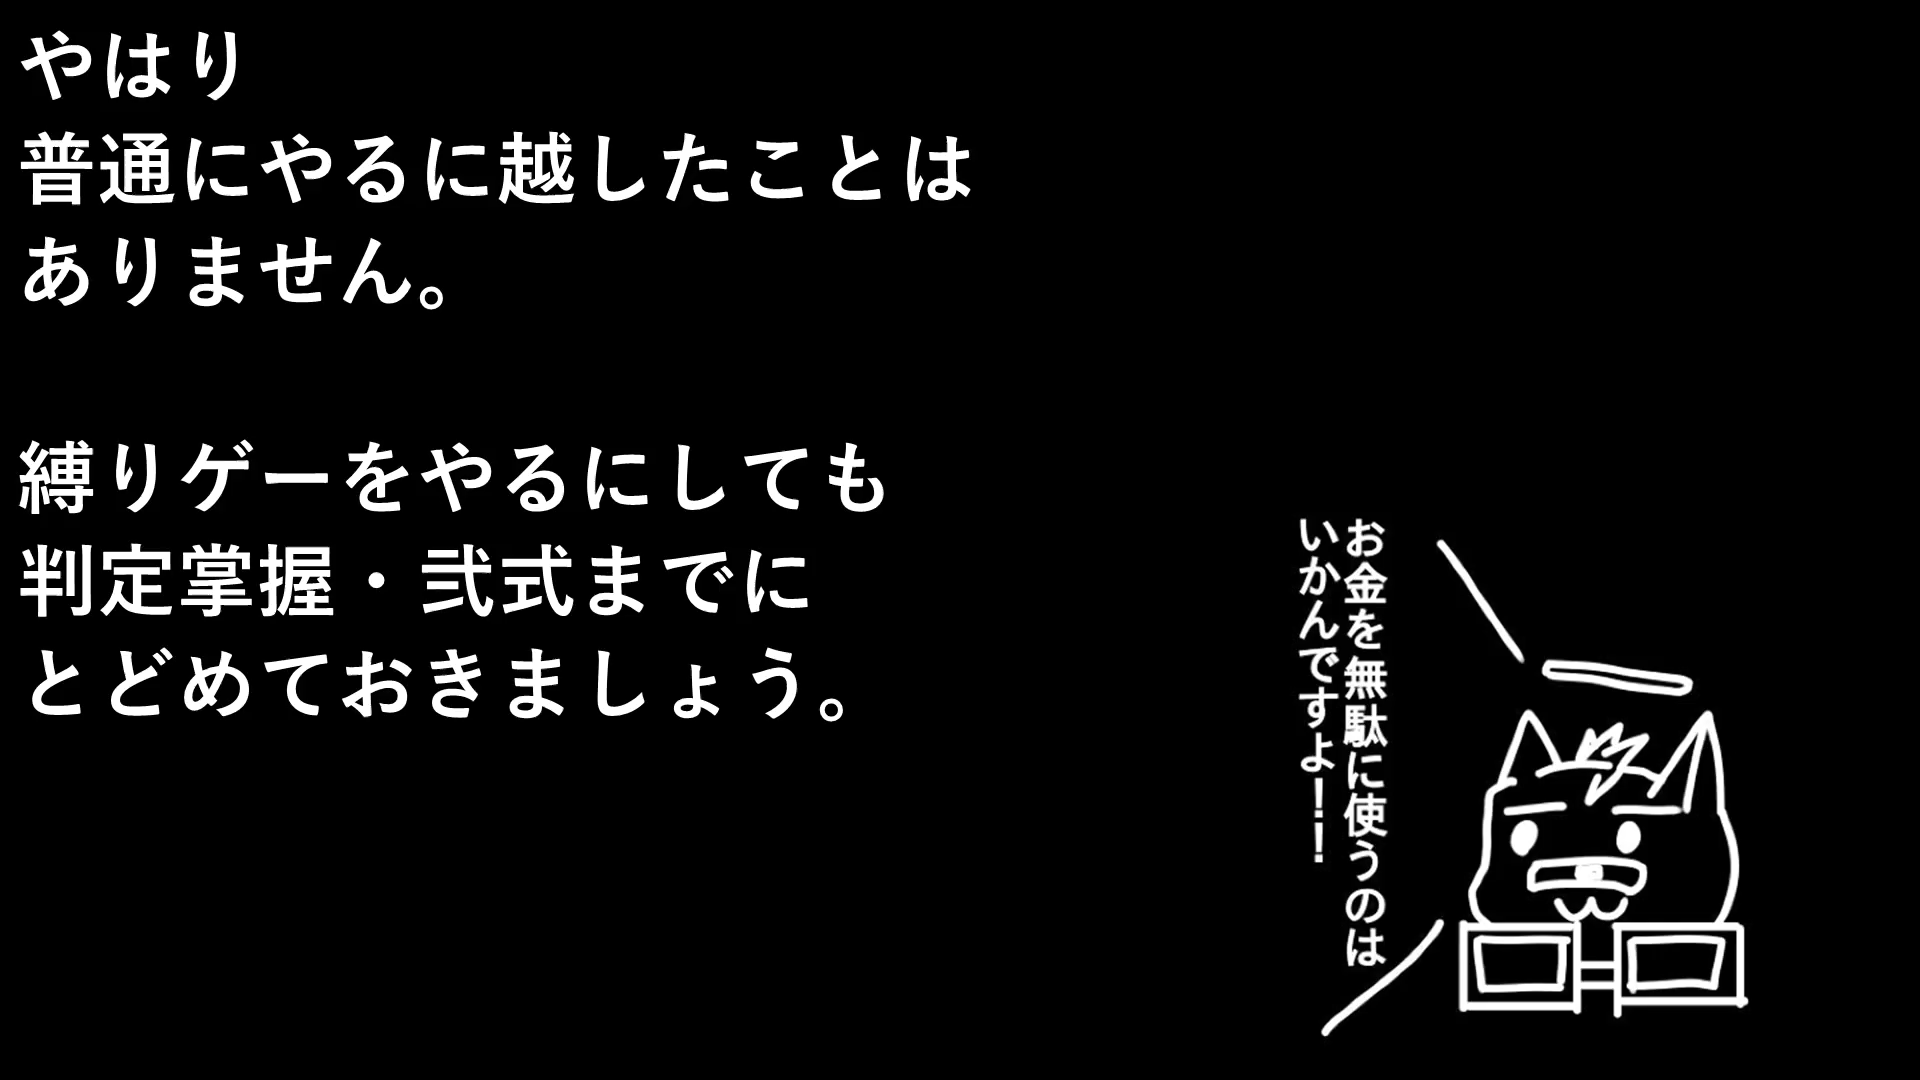 やはり
普通にやるに越したことは
ありません。
縛りゲーをやるにしても
判定掌握・弐式までに
とどめておきましょう。
お金を無駄に使うのは
いかんですよ!!